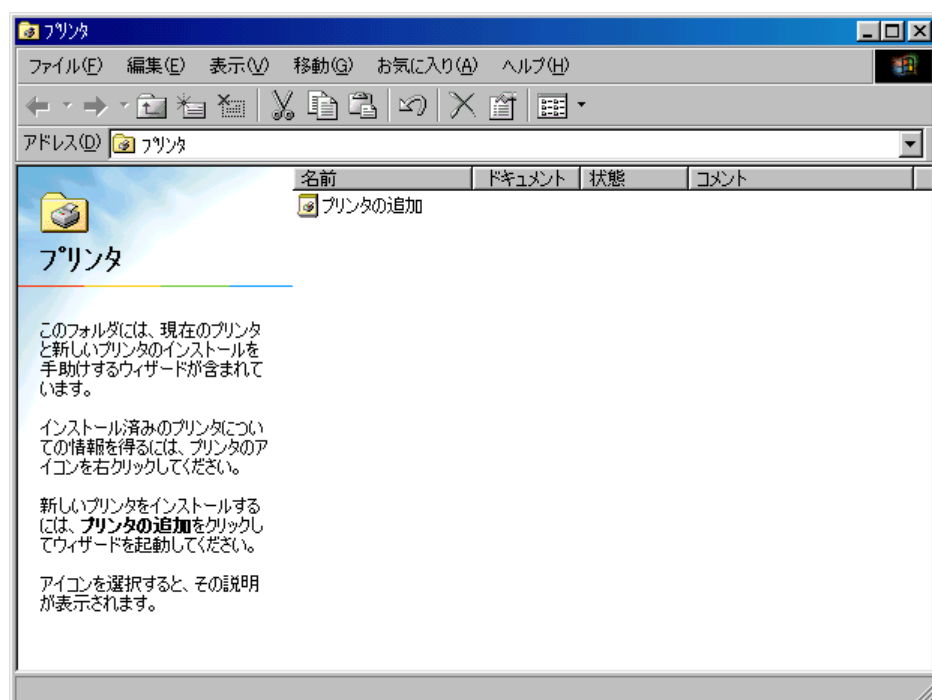 プリンタ
ファイル(F) 編集(E) 表示(V) 移動(G) お気に入り(A) ヘルプ(H)
アドレス(D) プリンタ
名前 ドキュメント 状態 コメント
プリンタの追加
プリンタ
このフォルダには、現在のプリンタ
と新しいプリンタのインストールを
手助けするウィザードが含まれて
います。
インストール済みのプリンタについ
ての情報を得るには、プリンタのア
イコンを右クリックしてください。
新しいプリンタをインストールする
には、プリンタの追加をクリックし
てウィザードを起動してください。
アイコンを選択すると、その説明
が表示されます。